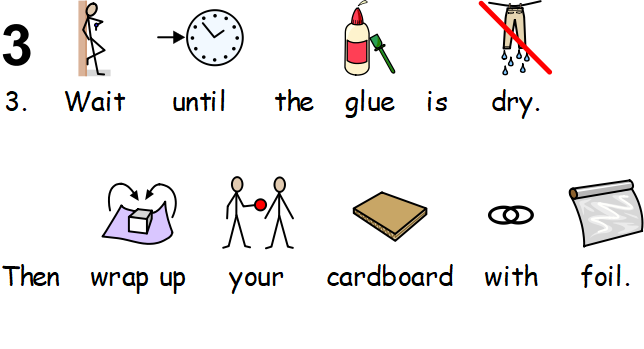 3
3. Wait until the glue is dry.
Then wrap up your cardboard with foil.